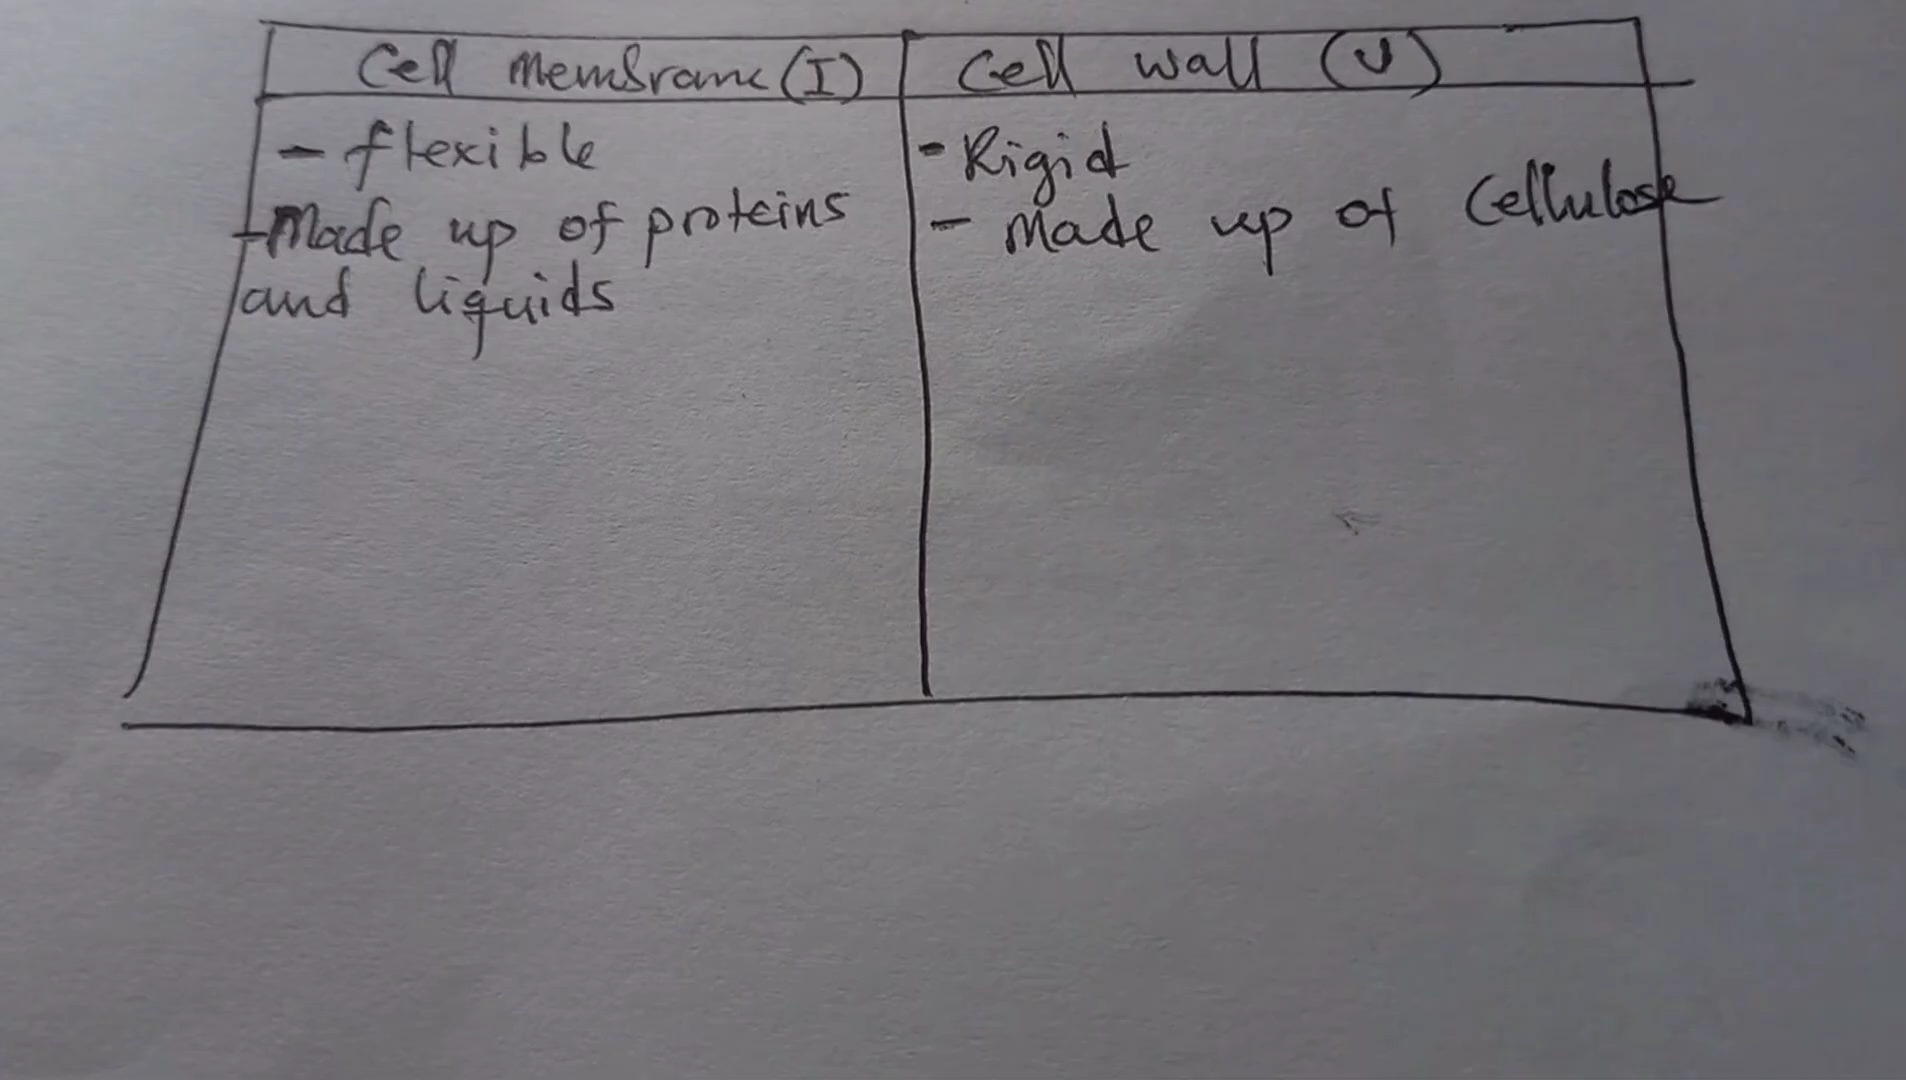 Cell membrane (I)
- flexible
- Made up of proteins
and liquids
Cell wall (U)
- Rigid
- Made up of Cellulose